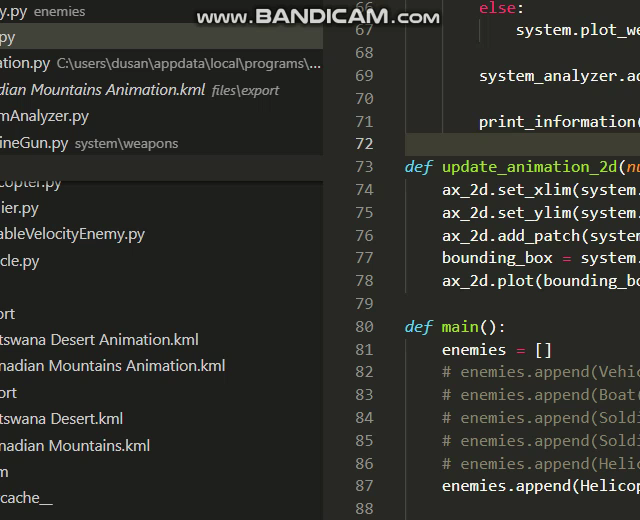 www.BANDICAM.com
y.py enemies
py
ation.py C:\users\dusan\appdata\local\programs\...
dian Mountains Animation.kml files\export
mAnalyzer.py
ineGun.py system\weapons
copter.py
ier.py
ableVelocityEnemy.py
cle.py
ort
tswana Desert Animation.kml
nadian Mountains Animation.kml
ort
tswana Desert.kml
nadian Mountains.kml
m
cache__
66 else:
67 system.plot_we
68
69 system_analyzer.ad
70
71 print_information(
72
73 def update_animation_2d(nu
74 ax_2d.set_xlim(system.
75 ax_2d.set_ylim(system.
76 ax_2d.add_patch(system
77 bounding_box = system.
78 ax_2d.plot(bounding_bo
79
80 def main():
81 enemies = []
82 # enemies.append(Vehic
83 # enemies.append(Boat(
84 # enemies.append(Soldi
85 # enemies.append(Soldi
86 # enemies.append(Helic
87 enemies.append(Helicop
88